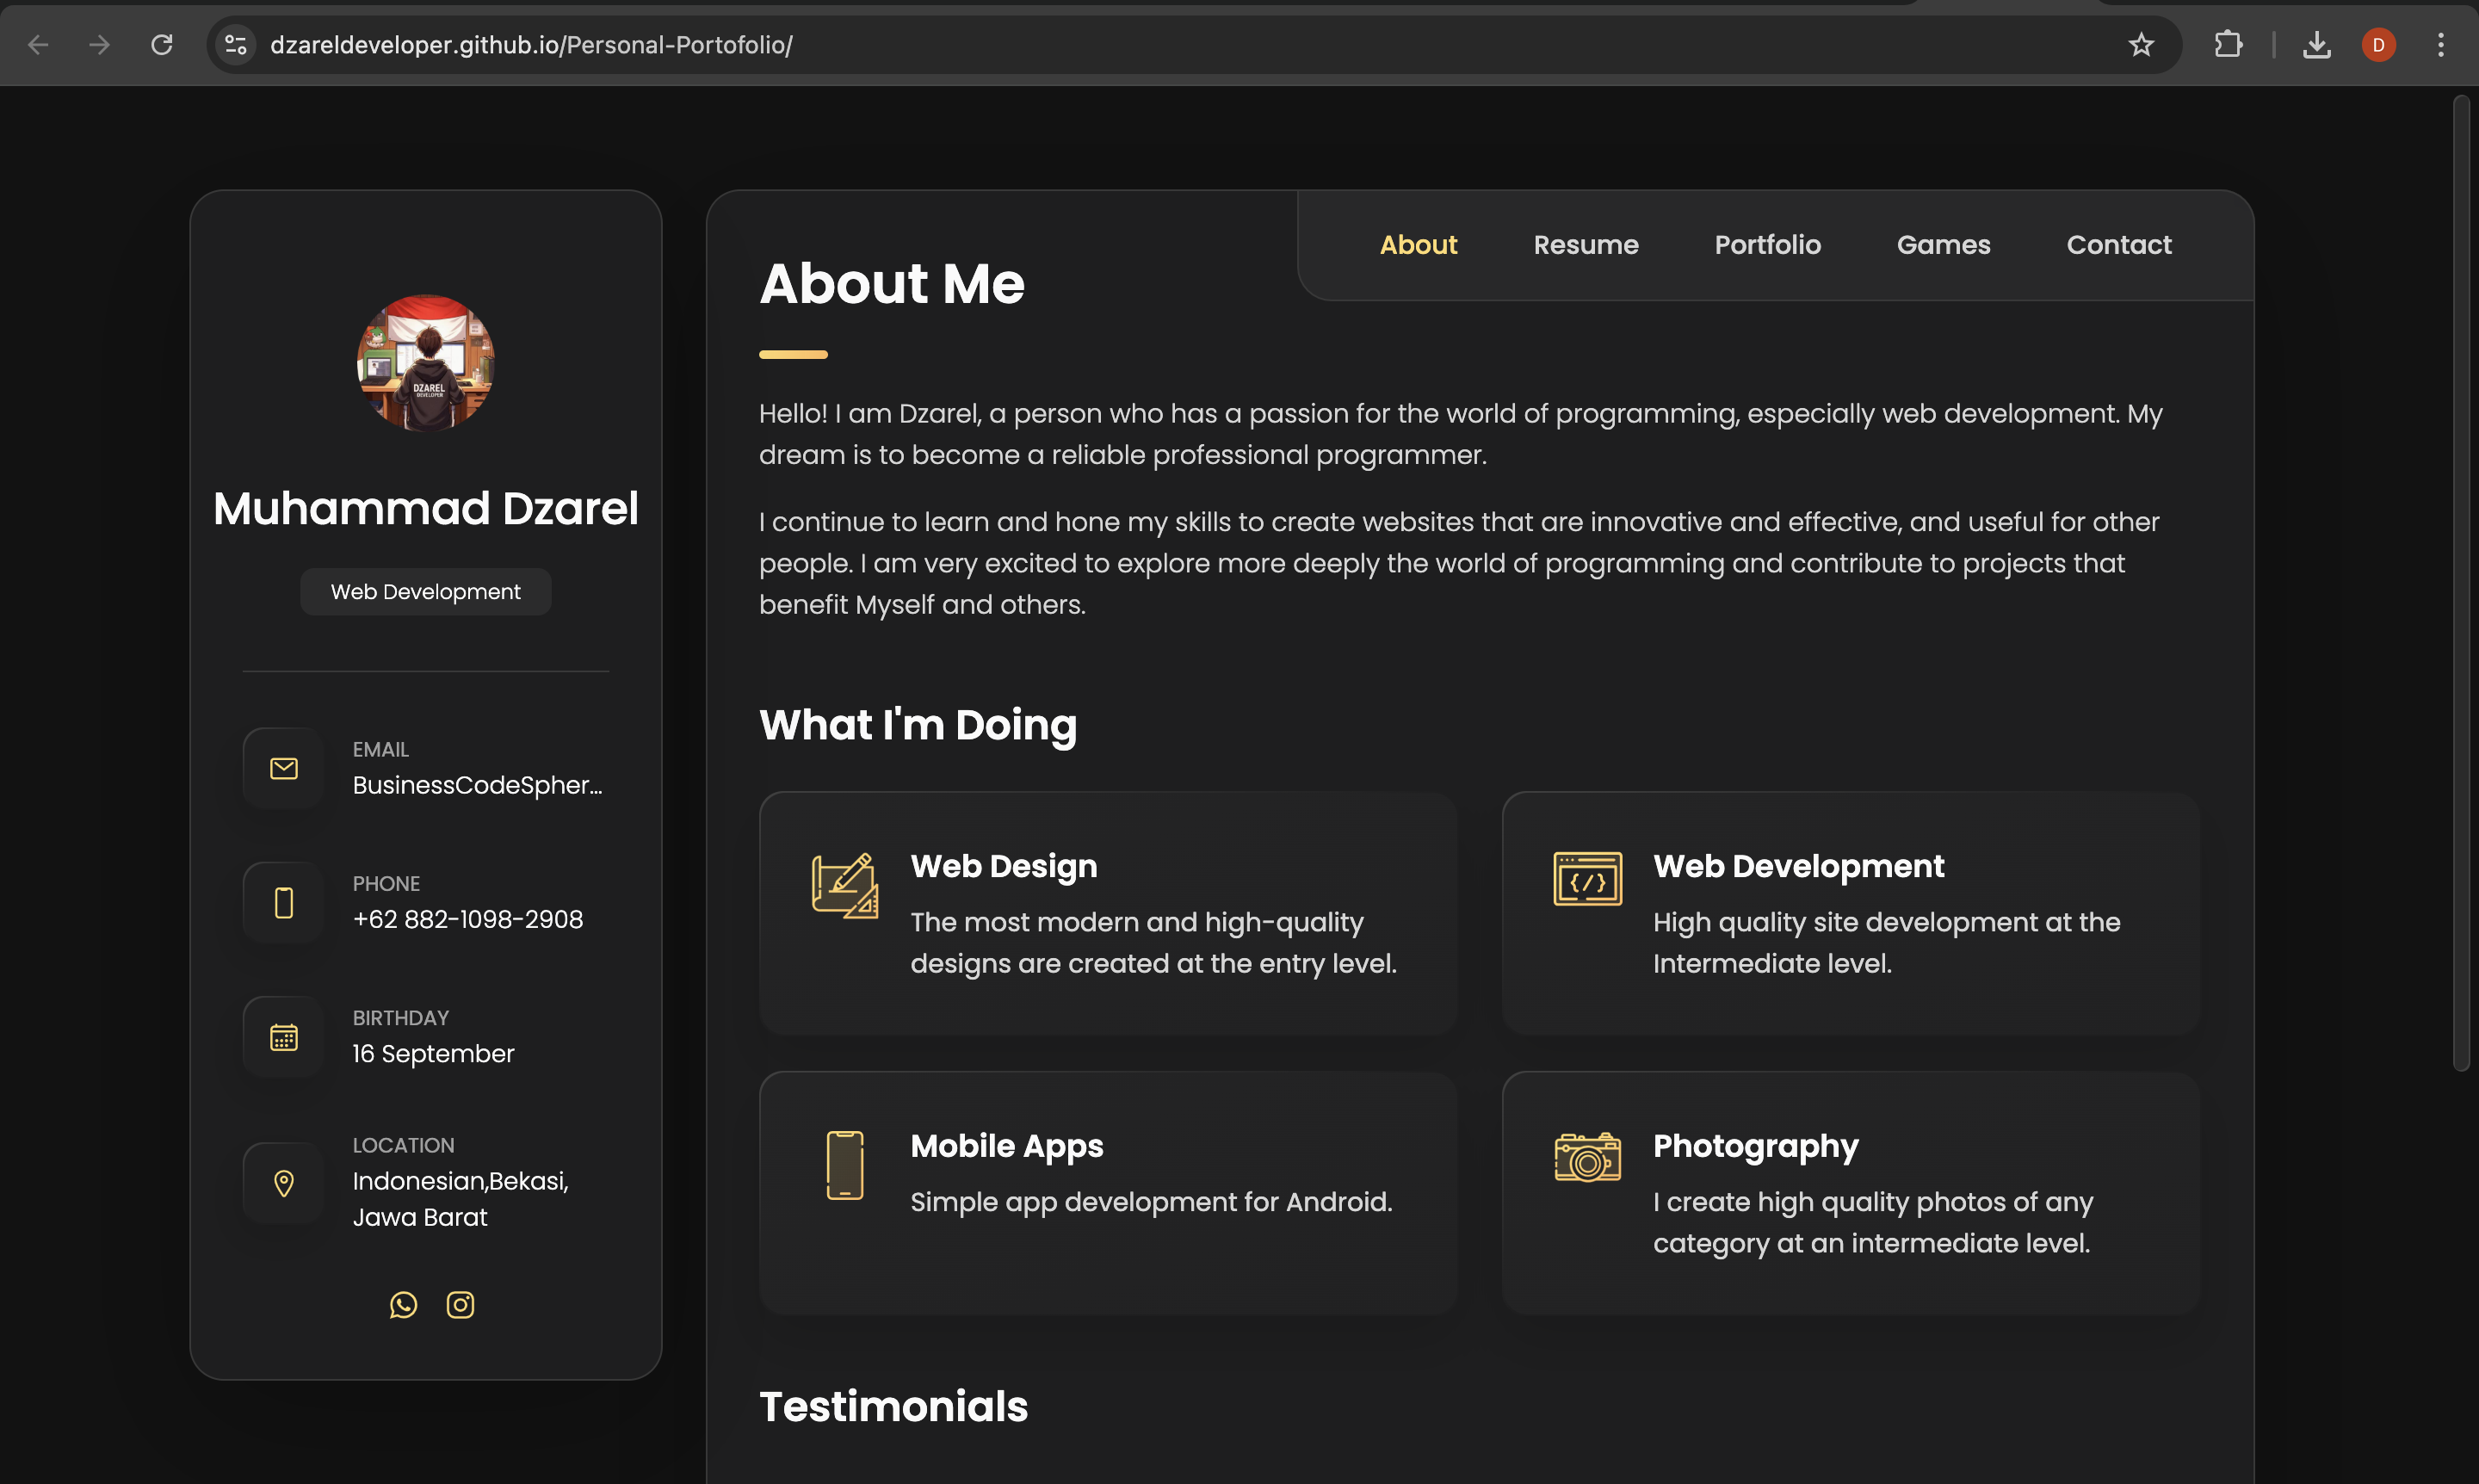 dzareldeveloper.github.io/Personal-Portofolio/
D
DZAREL
DEVELOPER
Muhammad Dzarel
Web Development
EMAIL
BusinessCodeSpher...
PHONE
+62 882-1098-2908
BIRTHDAY
16 September
LOCATION
Indonesian,Bekasi,
Jawa Barat
About
Resume
Portfolio
Games
Contact
About Me
Hello! I am Dzarel, a person who has a passion for the world of programming, especially web development. My
dream is to become a reliable professional programmer.
I continue to learn and hone my skills to create websites that are innovative and effective, and useful for other
people. I am very excited to explore more deeply the world of programming and contribute to projects that
benefit Myself and others.
What I'm Doing
Web Design
The most modern and high-quality
designs are created at the entry level.
Web Development
High quality site development at the
Intermediate level.
Mobile Apps
Simple app development for Android.
Photography
I create high quality photos of any
category at an intermediate level.
Testimonials